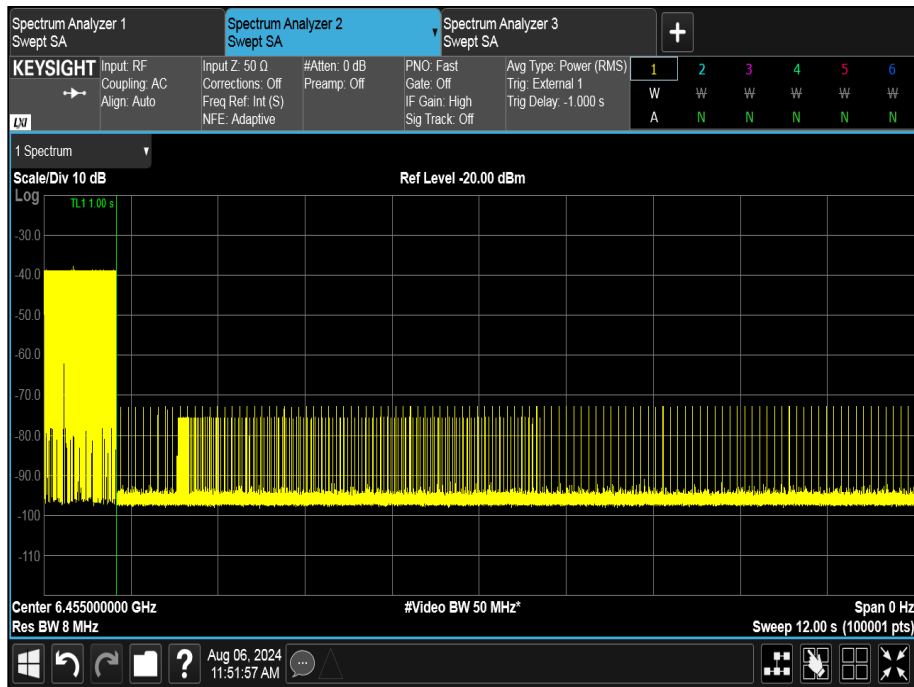 Spectrum Analyzer 1
Swept SA
Spectrum Analyzer 2
Swept SA
Spectrum Analyzer 3
Swept SA
+
KEYSIGHT
LXI
Input: RF
Coupling: AC
Align: Auto
Input Z: 50 Ω
Corrections: Off
Freq Ref: Int (S)
NFE: Adaptive
#Atten: 0 dB
Preamp: Off
PNO: Fast
Gate: Off
IF Gain: High
Sig Track: Off
Avg Type: Power (RMS)
Trig: External 1
Trig Delay: -1.000 s
1 2 3 4 5 6
W W W W W W
A N N N N N
1 Spectrum
Scale/Div 10 dB
Ref Level -20.00 dBm
Log
TL1 1.00 s
-30.0
-40.0
-50.0
-60.0
-70.0
-80.0
-90.0
-100
-110
Center 6.455000000 GHz
#Video BW 50 MHz*
Span 0 Hz
Res BW 8 MHz
Sweep 12.00 s (100001 pts)
?
Aug 06, 2024
11:51:57 AM